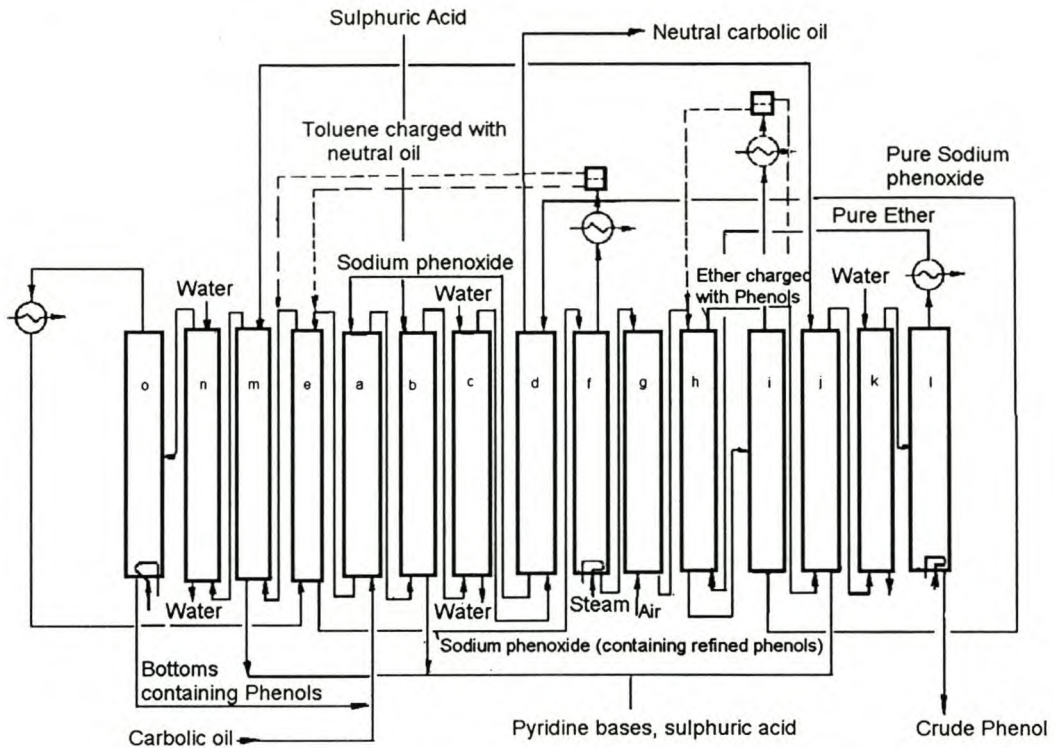 Sulphuric Acid
Neutral carbolic oil
Toluene charged with
neutral oil
Pure Sodium
phenoxide
Pure Ether
Sodium phenoxide
Water
Water
Ether charged
with Phenols
Water
o
n
m
e
a
b
c
d
f
g
h
i
j
k
l
Water
Water
Steam
Air
Sodium phenoxide (containing refined phenols)
Bottoms
containing Phenols
Carbolic oil
Pyridine bases, sulphuric acid
Crude Phenol